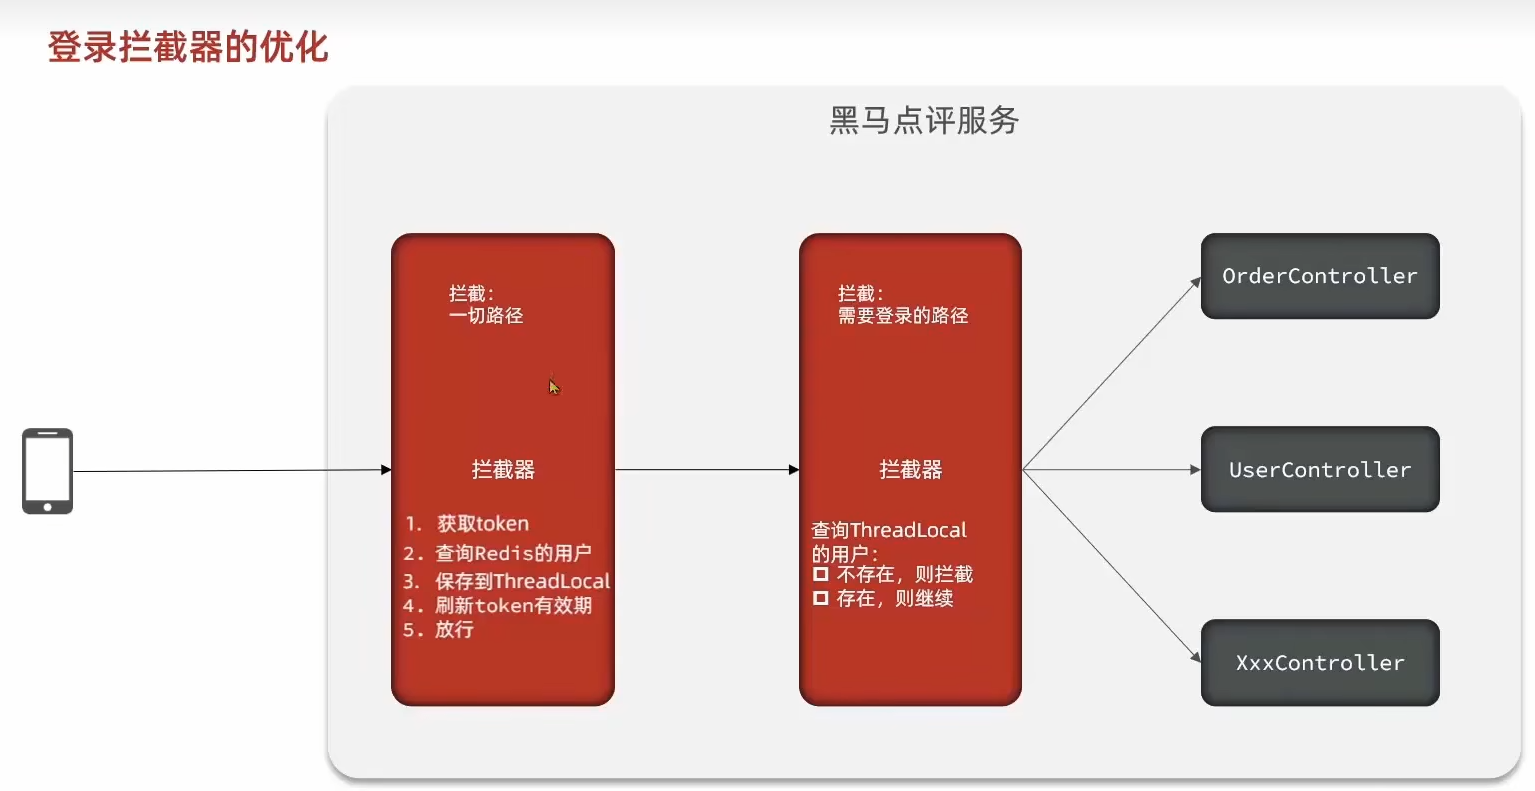 登录拦截器的优化
黑马点评服务
拦截：
一切路径
拦截器
1. 获取token
2. 查询Redis的用户
3. 保存到ThreadLocal
4. 刷新token有效期
5. 放行
拦截：
需要登录的路径
拦截器
查询ThreadLocal
的用户：
不存在，则拦截
存在，则继续
OrderController
UserController
XxxController